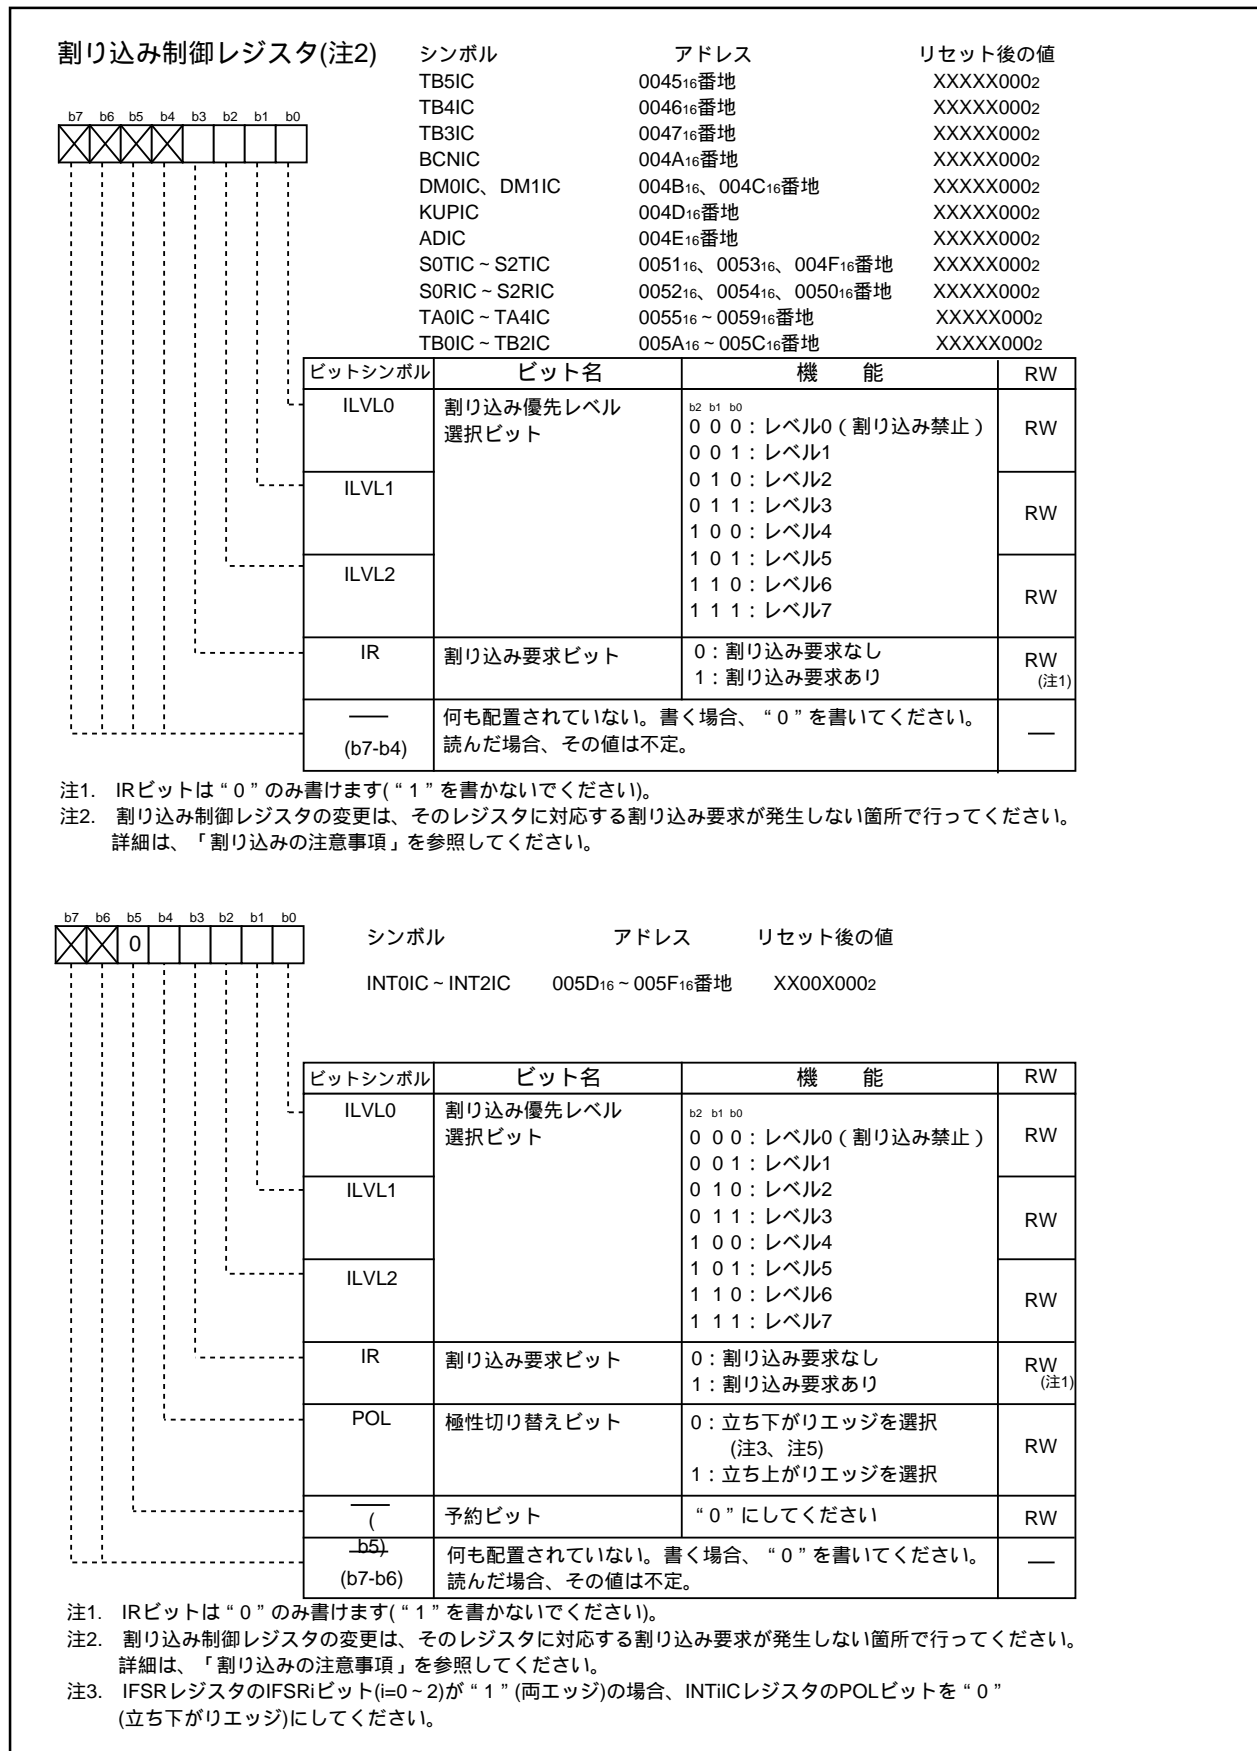 割り込み制御レジスタ(注2) シンボル アドレス リセット後の値
TB5IC 004516番地 XXXXX0002
TB4IC 004616番地 XXXXX0002
TB3IC 004716番地 XXXXX0002
BCNIC 004A16番地 XXXXX0002
DM0IC、DM1IC 004B16、004C16番地 XXXXX0002
KUPIC 004D16番地 XXXXX0002
ADIC 004E16番地 XXXXX0002
S0TIC~S2TIC 005116、005316、004F16番地 XXXXX0002
S0RIC~S2RIC 005216、005416、005016番地 XXXXX0002
TA0IC~TA4IC 005516~005916番地 XXXXX0002
TB0IC~TB2IC 005A16~005C16番地 XXXXX0002
b7 b6 b5 b4 b3 b2 b1 b0
ビットシンボル ビット名 機 能 RW
ILVL0 割り込み優先レベル b2 b1 b0
選択ビット 0 0 0:レベル0(割り込み禁止) RW
0 0 1:レベル1
ILVL1 0 1 0:レベル2
0 1 1:レベル3 RW
1 0 0:レベル4
1 0 1:レベル5
ILVL2 1 1 0:レベル6 RW
1 1 1:レベル7
IR 割り込み要求ビット 0:割り込み要求なし RW
1:割り込み要求あり (注1)
― 何も配置されていない。書く場合、“0”を書いてください。 ―
(b7-b4) 読んだ場合、その値は不定。
注1. IRビットは“0”のみ書けます(“1”を書かないでください)。
注2. 割り込み制御レジスタの変更は、そのレジスタに対応する割り込み要求が発生しない箇所で行ってください。
詳細は、「割り込みの注意事項」を参照してください。
b7 b6 b5 b4 b3 b2 b1 b0
0
シンボル アドレス リセット後の値
INT0IC~INT2IC 005D16~005F16番地 XX00X0002
ビットシンボル ビット名 機 能 RW
ILVL0 割り込み優先レベル b2 b1 b0
選択ビット 0 0 0:レベル0(割り込み禁止) RW
0 0 1:レベル1
ILVL1 0 1 0:レベル2
0 1 1:レベル3 RW
1 0 0:レベル4
1 0 1:レベル5
ILVL2 1 1 0:レベル6 RW
1 1 1:レベル7
IR 割り込み要求ビット 0:割り込み要求なし RW
1:割り込み要求あり (注1)
POL 極性切り替えビット 0:立ち下がりエッジを選択
(注3、注5) RW
1:立ち上がりエッジを選択
― ( 予約ビット “0”にしてください RW
b5)
― 何も配置されていない。書く場合、“0”を書いてください。 ―
(b7-b6) 読んだ場合、その値は不定。
注1. IRビットは“0”のみ書けます(“1”を書かないでください)。
注2. 割り込み制御レジスタの変更は、そのレジスタに対応する割り込み要求が発生しない箇所で行ってください。
詳細は、「割り込みの注意事項」を参照してください。
注3. IFSRレジスタのIFSRiビット(i=0~2)が“1”(両エッジ)の場合、INTiICレジスタのPOLビットを“0”
(立ち下がりエッジ)にしてください。